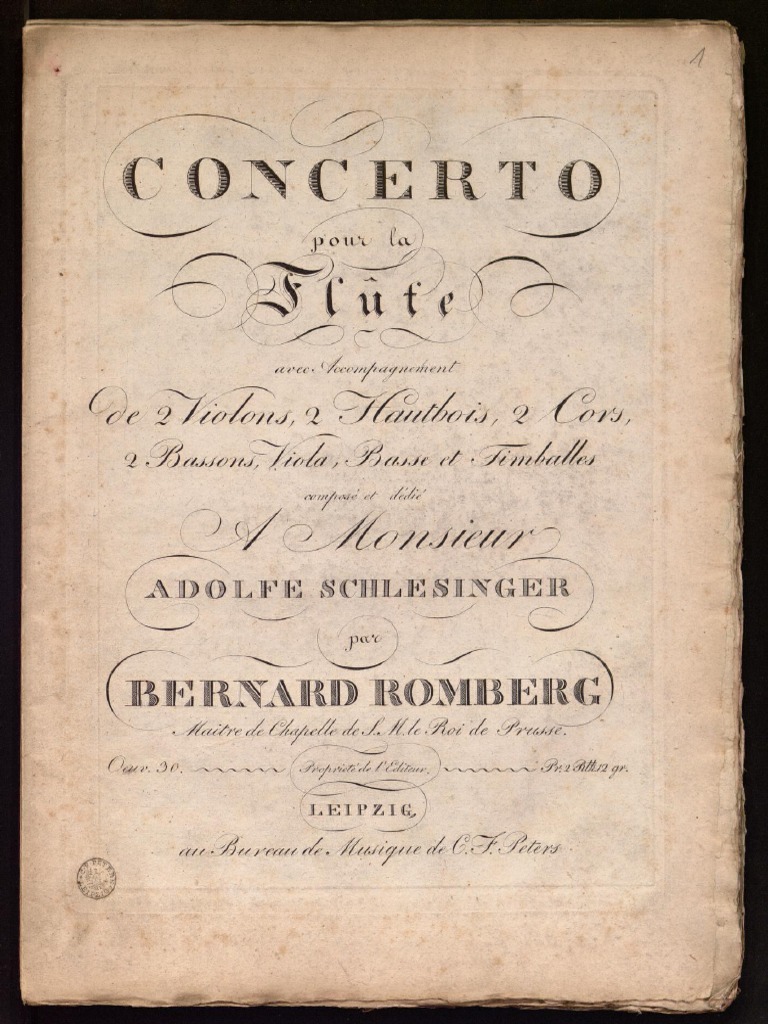 1
CONCERTO
pour la
Flûte
avec Accompagnement
de 2 Violons, 2 Hautbois, 2 Cors,
2 Bassons, Viola, Basse et Timballes
composé et dédié
A Monsieur
ADOLFE SCHLESINGER
par
BERNARD ROMBERG
Maitre de Chapelle de S. M. le Roi de Prusse.
Oeuv. 30. Propriété de l'Editeur. Pr. 2 Rth. 12 gr.
LEIPZIG,
au Bureau de Musique de C. F. Peters.